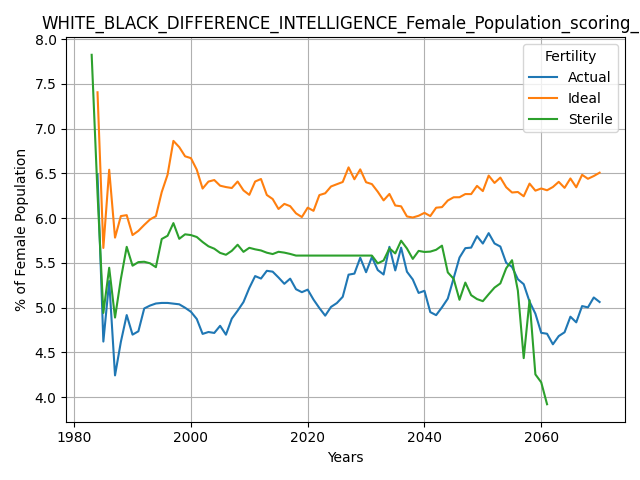 WHITE_BLACK_DIFFERENCE_INTELLIGENCE_Female_Population_scoring_
8.0
7.5
7.0
6.5
6.0
5.5
5.0
4.5
4.0
% of Female Population
Fertility
Actual
Ideal
Sterile
1980
2000
2020
2040
2060
Years